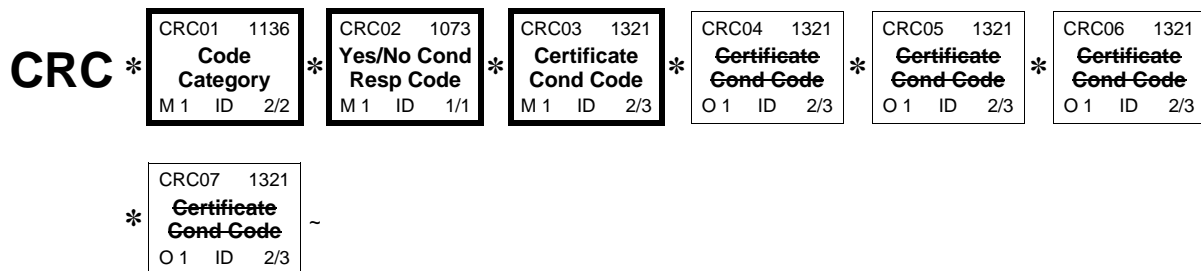 CRC * CRC01 1136 * CRC02 1073 * CRC03 1321 * CRC04 1321 * CRC05 1321 * CRC06 1321
Code Yes/No Cond Certificate Certificate Certificate Certificate
Category Resp Code Cond Code Cond Code Cond Code Cond Code
M 1 ID 2/2 M 1 ID 1/1 M 1 ID 2/3 O 1 ID 2/3 O 1 ID 2/3 O 1 ID 2/3
* CRC07 1321 ~
Certificate
Cond Code
O 1 ID 2/3